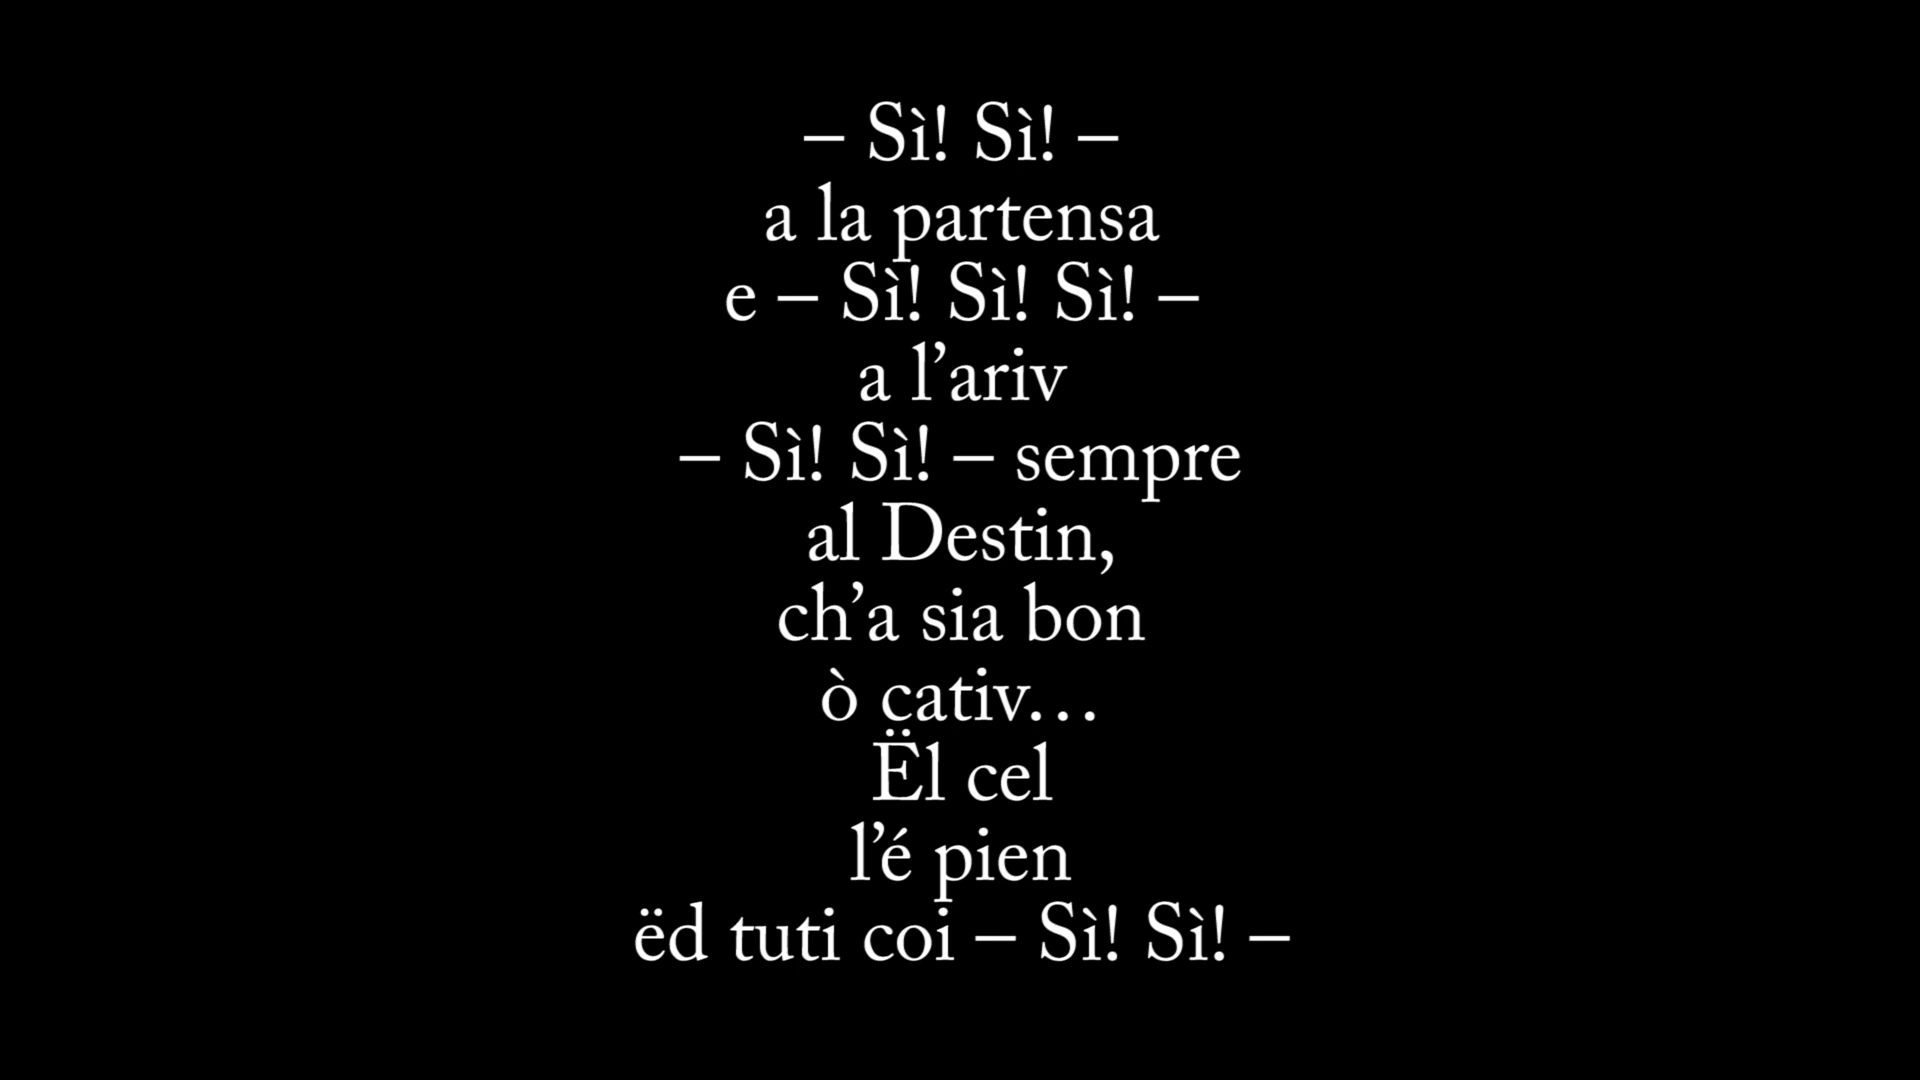 – Sì! Sì! –
a la partensa
e – Sì! Sì! Sì! –
a l’ariv
– Sì! Sì! – sempre
al Destin,
ch’a sia bon
ò cativ…
Ël cel
l’é pien
ëd tuti coi – Sì! Sì! –